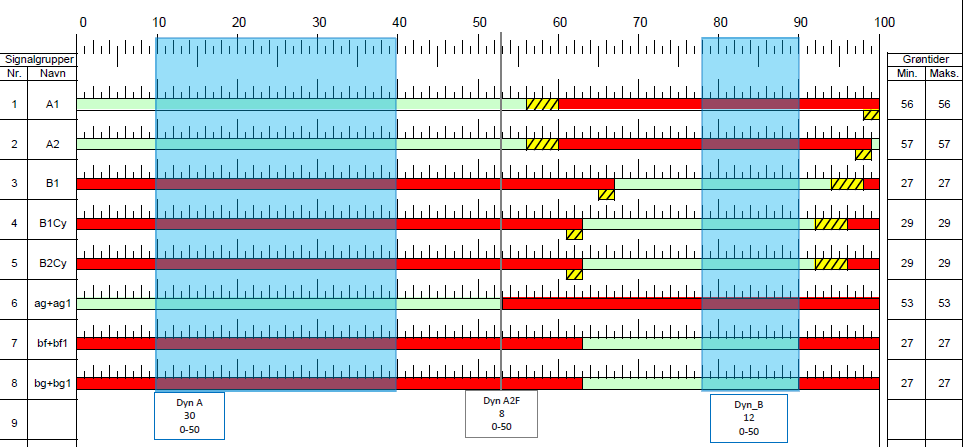 0 10 20 30 40 50 60 70 80 90 100
Signalgrupper Grøntider
Nr. Navn Min. Maks.
1 A1 56 56
2 A2 57 57
3 B1 27 27
4 B1Cy 29 29
5 B2Cy 29 29
6 ag+ag1 53 53
7 bf+bf1 27 27
8 bg+bg1 27 27
9
Dyn A
30
0-50
Dyn A2F
8
0-50
Dyn_B
12
0-50